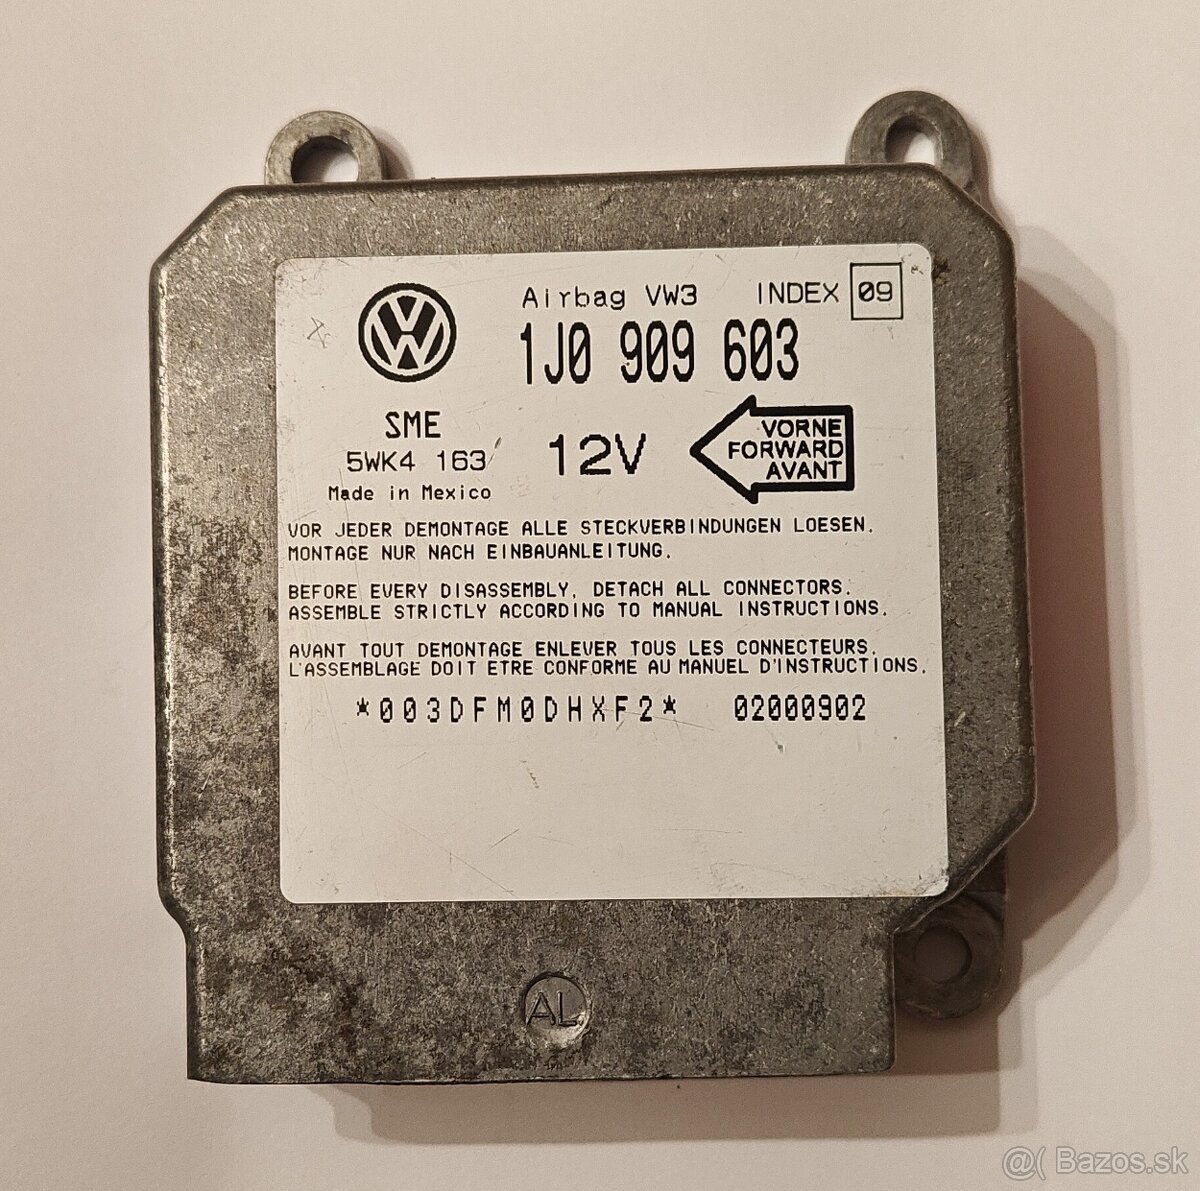 Airbag VW3 INDEX 09
1J0 909 603
SME
5WK4 163
Made in Mexico
12V
VORNE
FORWARD
AVANT
VOR JEDER DEMONTAGE ALLE STECKVERBINDUNGEN LOESEN.
MONTAGE NUR NACH EINBAUANLEITUNG.
BEFORE EVERY DISASSEMBLY, DETACH ALL CONNECTORS.
ASSEMBLE STRICTLY ACCORDING TO MANUAL INSTRUCTIONS.
AVANT TOUT DEMONTAGE ENLEVER TOUS LES CONNECTEURS.
L'ASSEMBLAGE DOIT ETRE CONFORME AU MANUEL D'INSTRUCTIONS.
*003DFM0DHXF2* 02000902
AL
@( Bazos.sk